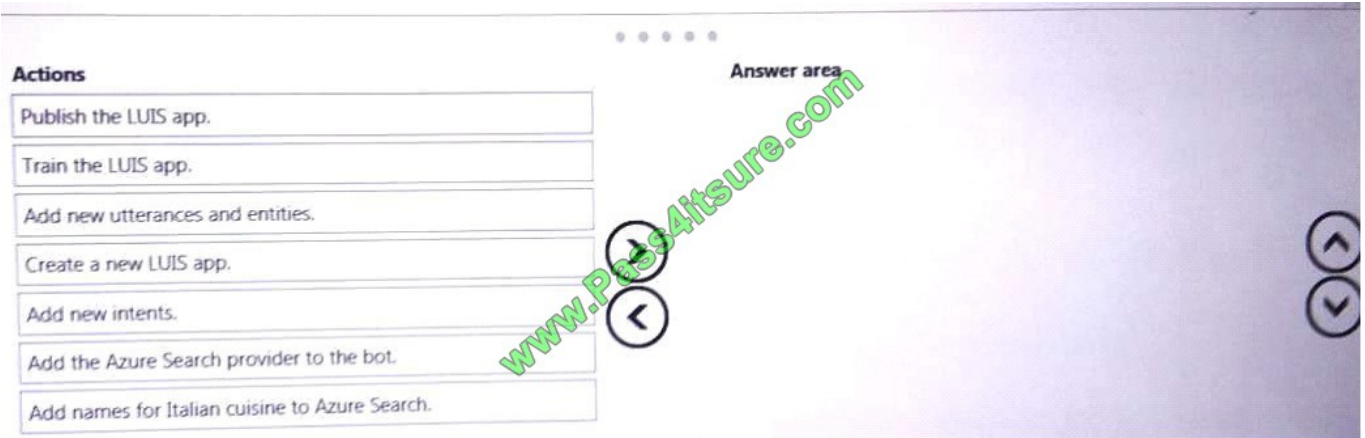 Actions
Answer area
Publish the LUIS app.
Train the LUIS app.
Add new utterances and entities.
Create a new LUIS app.
Add new intents.
Add the Azure Search provider to the bot.
Add names for Italian cuisine to Azure Search.
www.Pass4itsure.com